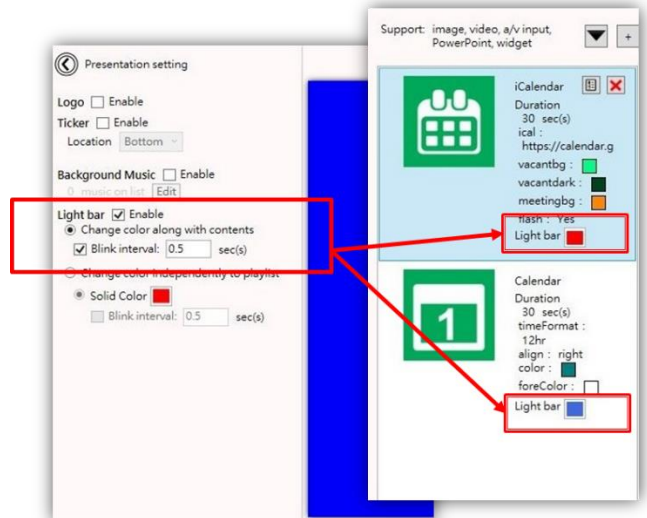 Presentation setting
Logo Enable
Ticker Enable
Location Bottom
Background Music Enable
0 music on list Edit
Light bar Enable
Change color along with contents
Blink interval: 0.5 sec(s)
Change color independently to playlist
Solid Color
Blink interval: 0.5 sec(s)
Support: image, video, a/v input,
PowerPoint, widget
+
iCalendar
Duration
30 sec(s)
ical :
https://calendar.g
vacantbg :
vacantdark :
meetingbg :
flash : Yes
Light bar
1
Calendar
Duration
30 sec(s)
timeFormat :
12hr
align : right
color :
foreColor :
Light bar